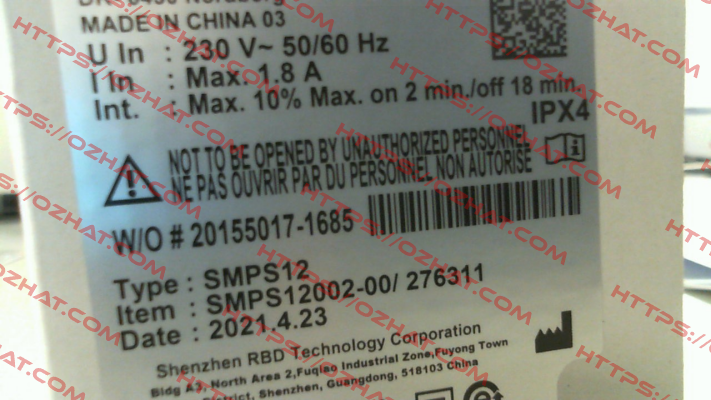 MADE IN CHINA 03
U In : 230 V~ 50/60 Hz
I In : Max. 1.8 A
Int. : Max. 10% Max. on 2 min./off 18 min.
IPX4
NOT TO BE OPENED BY UNAUTHORIZED PERSONNEL
NE PAS OUVRIR PAR DU PERSONNEL NON AUTORISE
W/O # 20155017-1685
Type : SMPS12
Item : SMPS12002-00/ 276311
Date : 2021.4.23
Shenzhen RBD Technology Corporation
Bldg A3, North Area 2,Fuqiao Industrial Zone,Fuyong Town
District, Shenzhen, Guangdong, 518103 China
HTTPS://OZHAT.COM